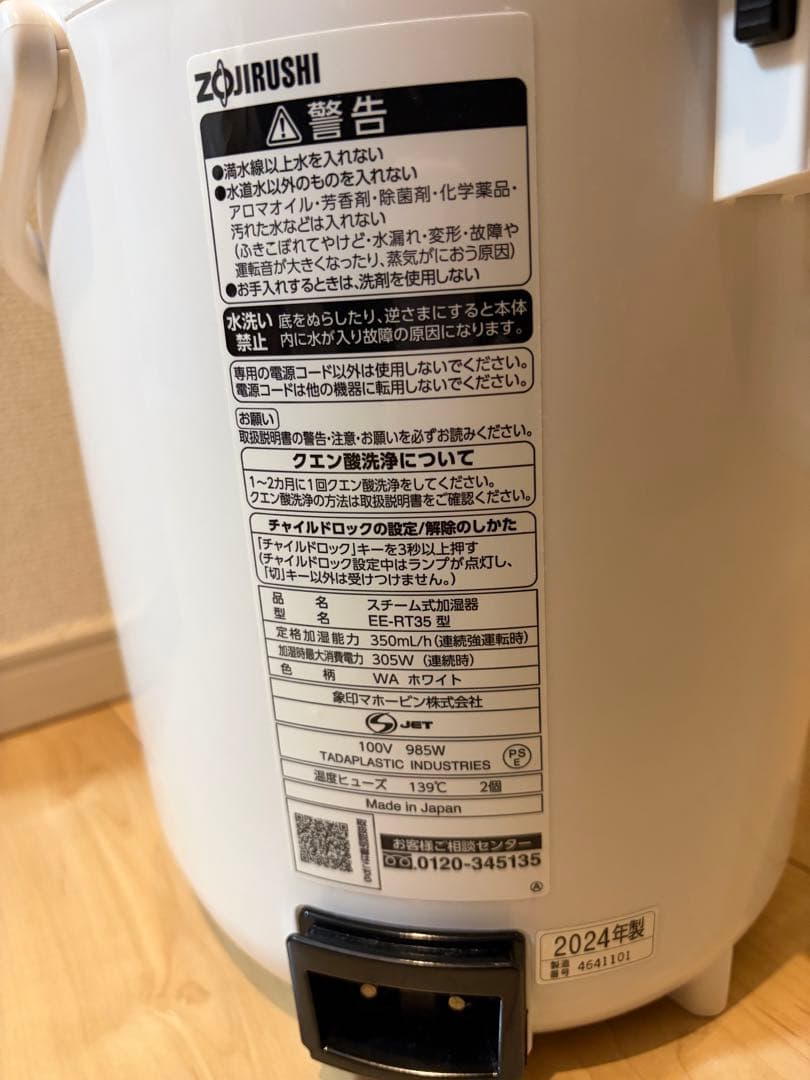 ZOJIRUSHI
警告
●満水線以上水を入れない
●水道水以外のものを入れない
アロマオイル・芳香剤・除菌剤・化学薬品・
汚れた水などは入れない
(ふきこぼれてやけど・水漏れ・変形・故障や
運転音が大きくなったり、蒸気がにおう原因)
●お手入れするときは、洗剤を使用しない
水洗い
禁止
底をぬらしたり、逆さまにすると本体
内に水が入り故障の原因になります。
専用の電源コード以外は使用しないでください。
電源コードは他の機器に転用しないでください。
お願い
取扱説明書の警告・注意・お願いを必ずお読みください。
クエン酸洗浄について
1〜2カ月に1回クエン酸洗浄をしてください。
クエン酸洗浄の方法は取扱説明書をご確認ください。
チャイルドロックの設定/解除のしかた
「チャイルドロック」キーを3秒以上押す
(チャイルドロック設定中はランプが点灯し、
「切」キー以外は受けつけません。)
品名 スチーム式加湿器
型名 EE-RT35 型
定格加湿能力 350mL/h(連続強運転時)
加湿時最大消費電力 305W (連続時)
色柄 WA ホワイト
象印マホービン株式会社
S JET
100V 985W
TADAPLASTIC INDUSTRIES
PS
E
温度ヒューズ 139℃ 2個
Made in Japan
取扱説明書はこちら
お客様ご相談センター
0120-345135
Ⓐ
2024年製
製造
番号 4641101